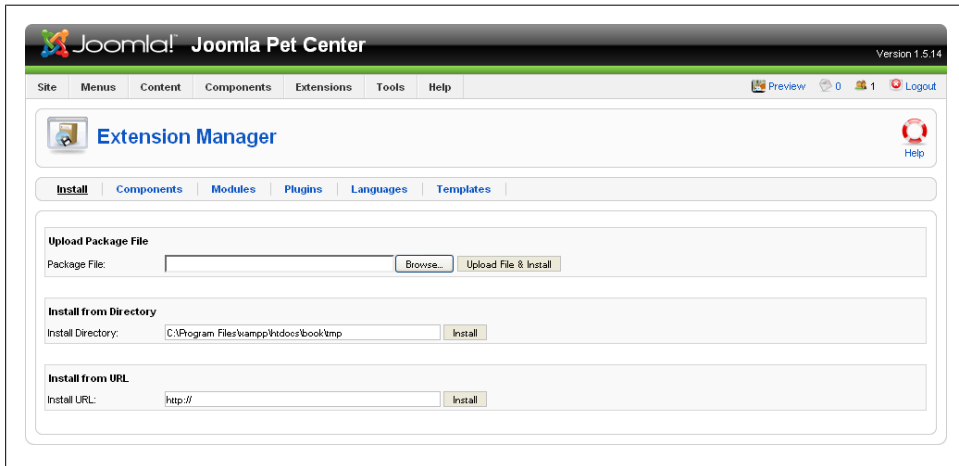 Joomla! Joomla Pet Center
Version 1.5.14
Site Menus Content Components Extensions Tools Help Preview 0 1 Logout
Extension Manager
Help
Install Components Modules Plugins Languages Templates
Upload Package File
Package File: Browse... Upload File & Install
Install from Directory
Install Directory: C:\Program Files\xampp\htdocs\book\tmp Install
Install from URL
Install URL: http:// Install